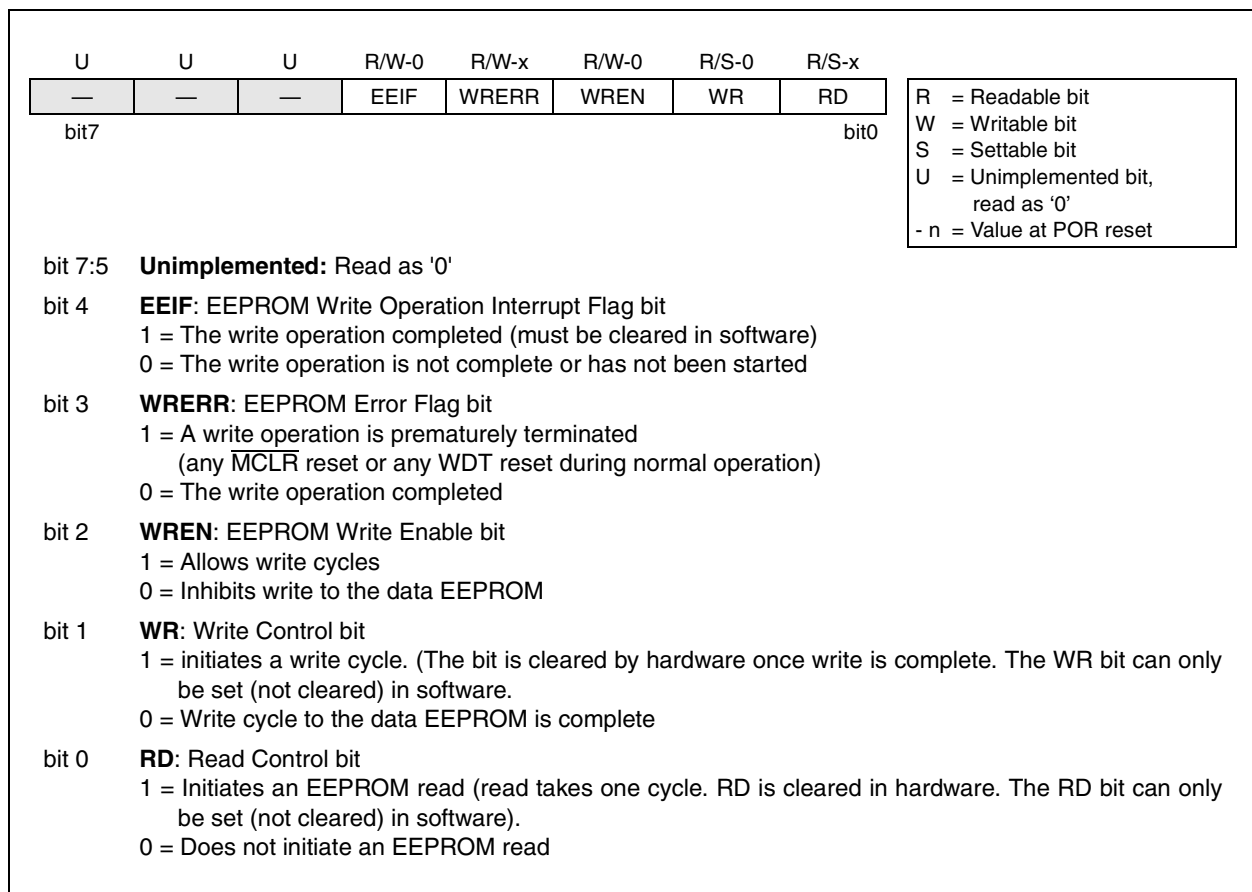 U U U R/W-0 R/W-x R/W-0 R/S-0 R/S-x
— — — EEIF WRERR WREN WR RD
bit7 bit0
R = Readable bit
W = Writable bit
S = Settable bit
U = Unimplemented bit,
read as ‘0’
- n = Value at POR reset
bit 7:5 Unimplemented: Read as '0'
bit 4 EEIF: EEPROM Write Operation Interrupt Flag bit
1 = The write operation completed (must be cleared in software)
0 = The write operation is not complete or has not been started
bit 3 WRERR: EEPROM Error Flag bit
1 = A write operation is prematurely terminated
(any MCLR reset or any WDT reset during normal operation)
0 = The write operation completed
bit 2 WREN: EEPROM Write Enable bit
1 = Allows write cycles
0 = Inhibits write to the data EEPROM
bit 1 WR: Write Control bit
1 = initiates a write cycle. (The bit is cleared by hardware once write is complete. The WR bit can only
be set (not cleared) in software.
0 = Write cycle to the data EEPROM is complete
bit 0 RD: Read Control bit
1 = Initiates an EEPROM read (read takes one cycle. RD is cleared in hardware. The RD bit can only
be set (not cleared) in software).
0 = Does not initiate an EEPROM read